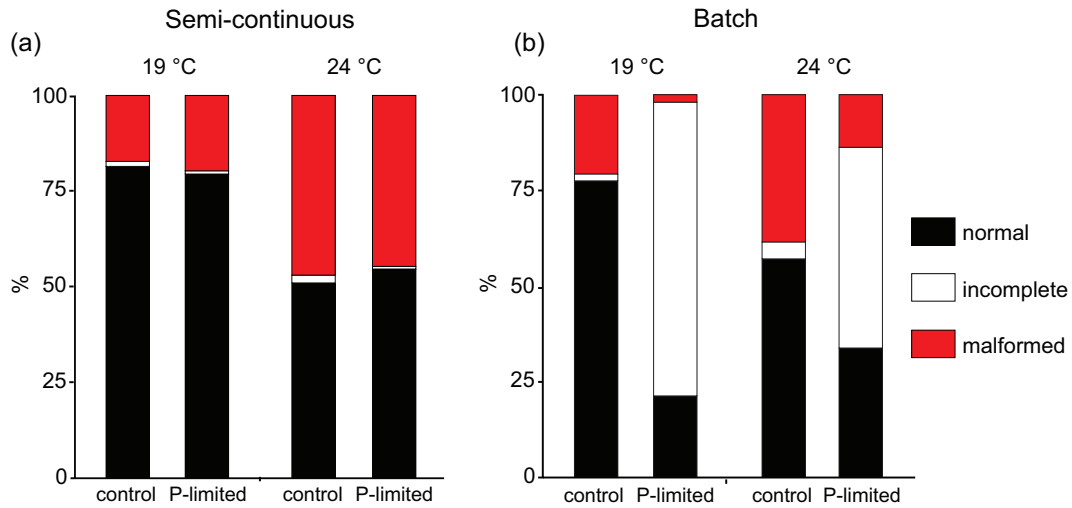 Semi-continuous
Batch
(a)
(b)
19 °C
24 °C
19 °C
24 °C
100
75
50
25
0
%
control
P-limited
control
P-limited
100
75
50
25
0
%
control
P-limited
control
P-limited
normal
incomplete
malformed